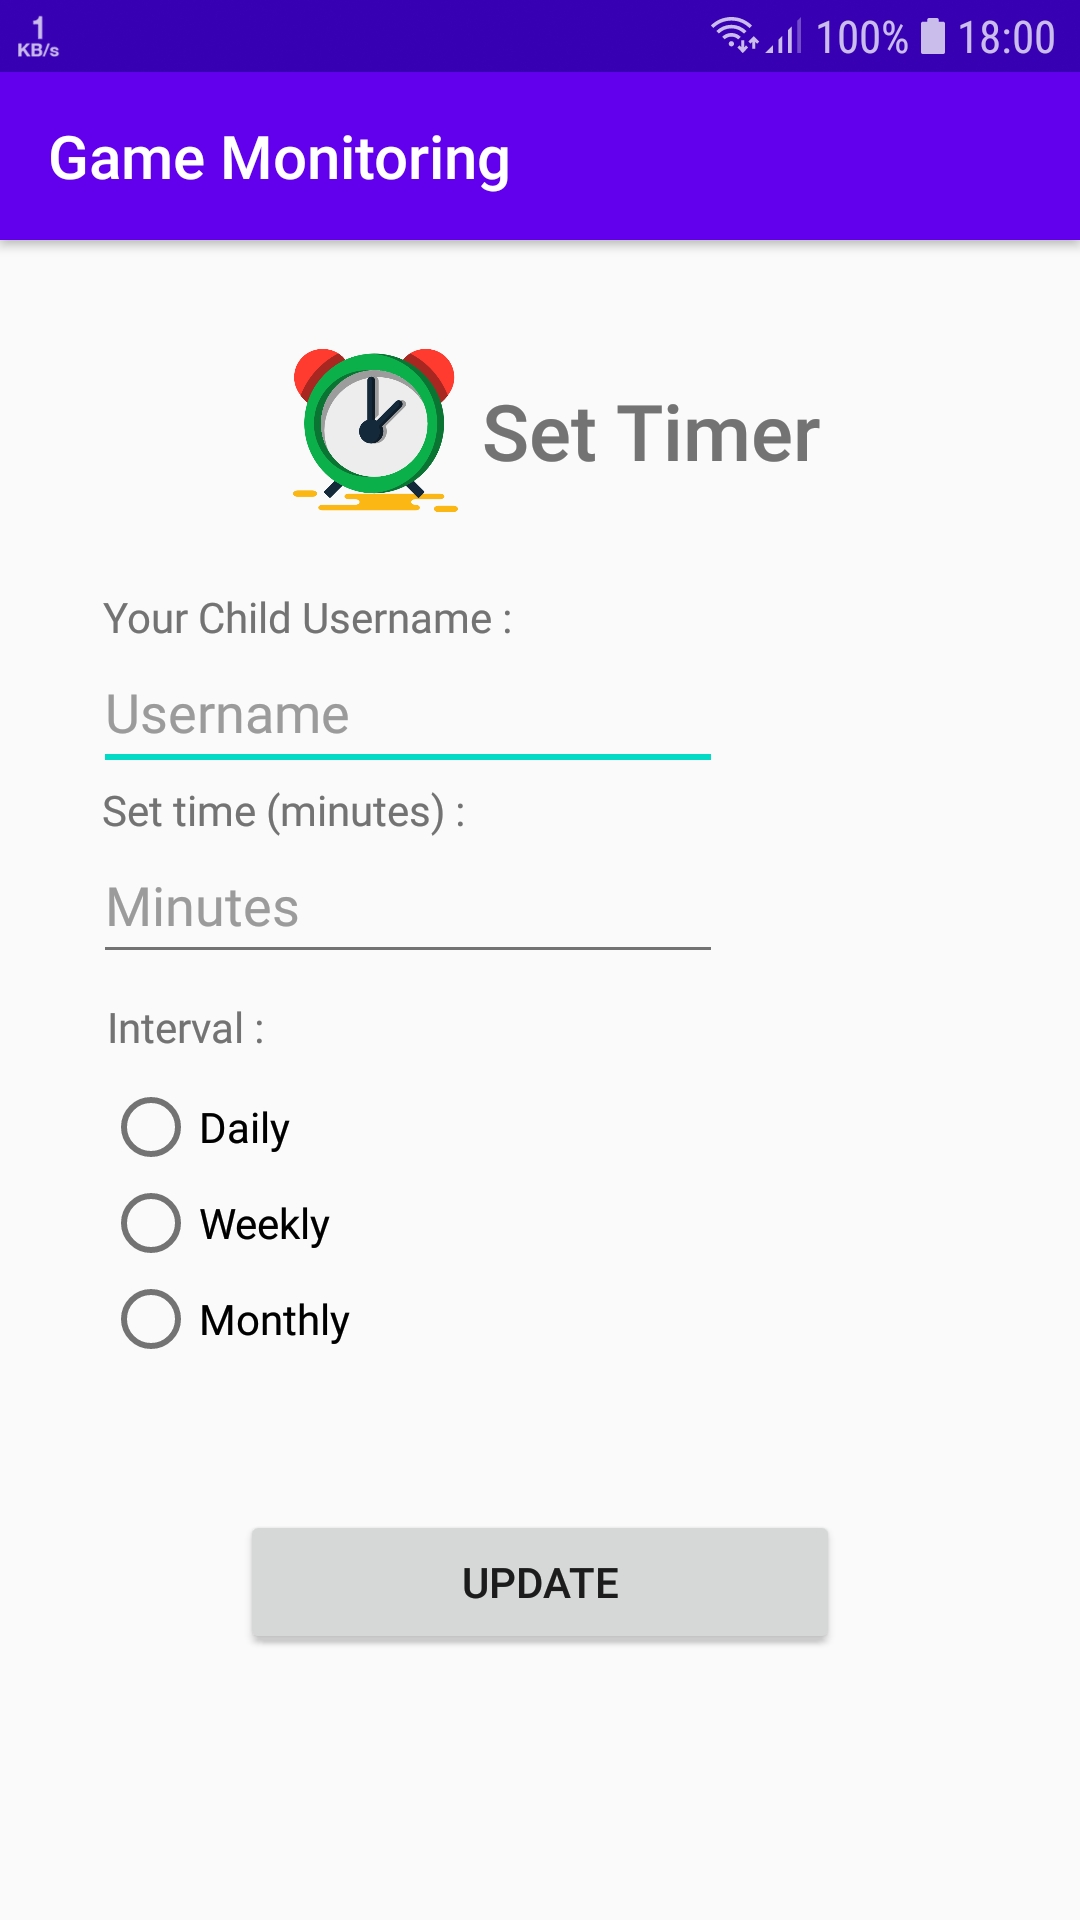 1
KB/s
100% 18:00
Game Monitoring
Set Timer
Your Child Username :
Username
Set time (minutes) :
Minutes
Interval :
Daily
Weekly
Monthly
UPDATE